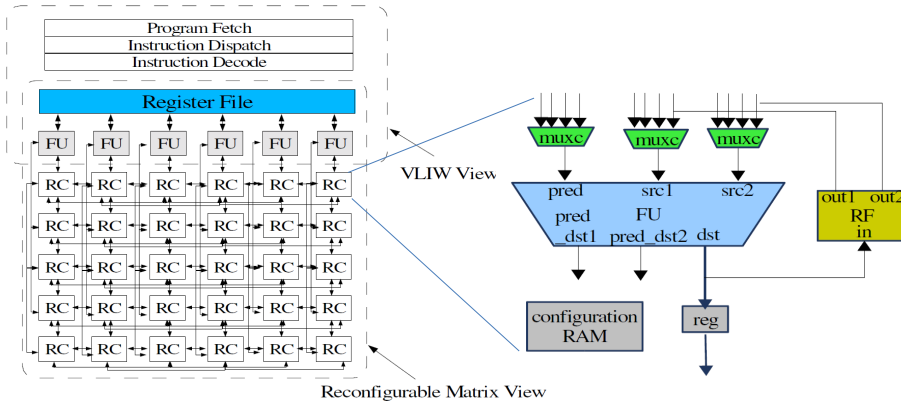 Program Fetch
Instruction Dispatch
Instruction Decode
Register File
FU FU FU FU FU FU
RC RC RC RC RC RC
RC RC RC RC RC RC
RC RC RC RC RC RC
RC RC RC RC RC RC
RC RC RC RC RC RC
VLIW View
Reconfigurable Matrix View
muxc muxc muxc
pred src1 src2
pred
_dst1
FU
pred_dst2
dst
out1 out2
RF
in
configuration
RAM
reg